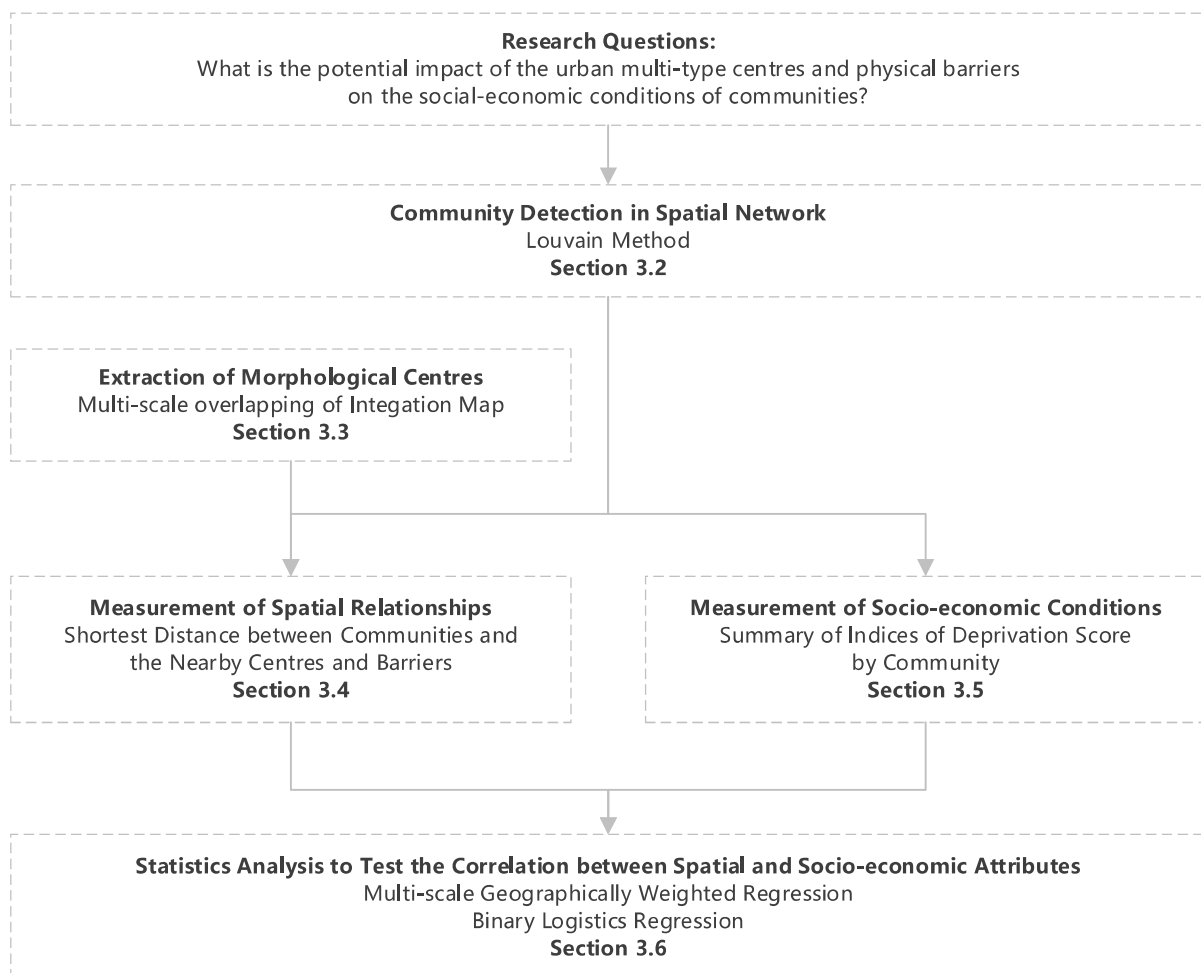 Research Questions:
What is the potential impact of the urban multi-type centres and physical barriers
on the social-economic conditions of communities?
Community Detection in Spatial Network
Louvain Method
Section 3.2
Extraction of Morphological Centres
Multi-scale overlapping of Integation Map
Section 3.3
Measurement of Spatial Relationships
Shortest Distance between Communities and
the Nearby Centres and Barriers
Section 3.4
Measurement of Socio-economic Conditions
Summary of Indices of Deprivation Score
by Community
Section 3.5
Statistics Analysis to Test the Correlation between Spatial and Socio-economic Attributes
Multi-scale Geographically Weighted Regression
Binary Logistics Regression
Section 3.6